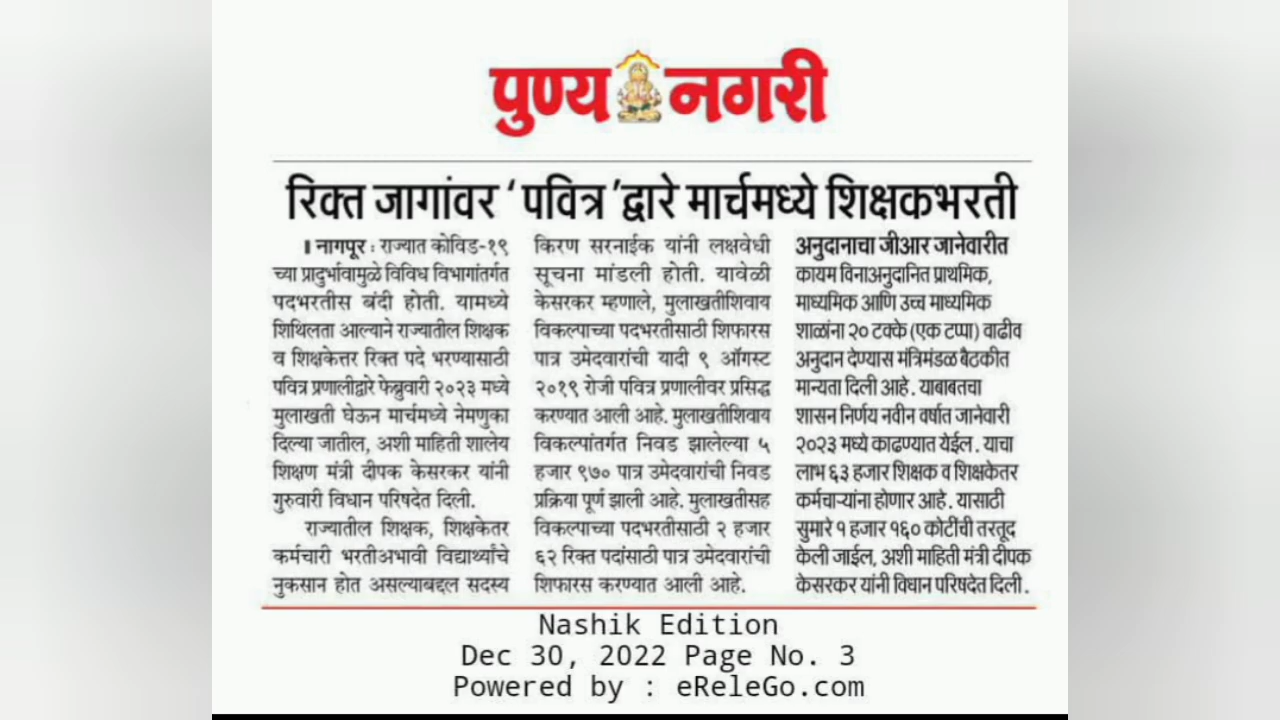 पुण्य नगरी
रिक्त जागांवर ‘पवित्र’द्वारे मार्चमध्ये शिक्षकभरती
नागपूर : राज्यात कोविड-१९
च्या प्रादुर्भावामुळे विविध विभागांतर्गत
पदभरतीस बंदी होती. यामध्ये
शिथिलता आल्याने राज्यातील शिक्षक
व शिक्षकेत्तर रिक्त पदे भरण्यासाठी
पवित्र प्रणालीद्वारे फेब्रुवारी २०२३ मध्ये
मुलाखती घेऊन मार्चमध्ये नेमणुका
दिल्या जातील, अशी माहिती शालेय
शिक्षण मंत्री दीपक केसरकर यांनी
गुरुवारी विधान परिषदेत दिली.
राज्यातील शिक्षक, शिक्षकेतर
कर्मचारी भरतीअभावी विद्यार्थ्यांचे
नुकसान होत असल्याबद्दल सदस्य
किरण सरनाईक यांनी लक्षवेधी
सूचना मांडली होती. यावेळी
केसरकर म्हणाले, मुलाखतीशिवाय
विकल्पाच्या पदभरतीसाठी शिफारस
पात्र उमेदवारांची यादी ९ ऑगस्ट
२०१९ रोजी पवित्र प्रणालीवर प्रसिद्ध
करण्यात आली आहे. मुलाखतीशिवाय
विकल्पांतर्गत निवड झालेल्या ५
हजार ९७० पात्र उमेदवारांची निवड
प्रक्रिया पूर्ण झाली आहे. मुलाखतीसह
विकल्पाच्या पदभरतीसाठी २ हजार
६२ रिक्त पदांसाठी पात्र उमेदवारांची
शिफारस करण्यात आली आहे.
अनुदानाचा जीआर जानेवारीत
कायम विनाअनुदानित प्राथमिक,
माध्यमिक आणि उच्च माध्यमिक
शाळांना २० टक्के (एक टप्पा) वाढीव
अनुदान देण्यास मंत्रिमंडळ बैठकीत
मान्यता दिली आहे. याबाबतचा
शासन निर्णय नवीन वर्षात जानेवारी
२०२३ मध्ये काढण्यात येईल. याचा
लाभ ६३ हजार शिक्षक व शिक्षकेतर
कर्मचाऱ्यांना होणार आहे. यासाठी
सुमारे १ हजार १६० कोटींची तरतूद
केली जाईल, अशी माहिती मंत्री दीपक
केसरकर यांनी विधान परिषदेत दिली.
Nashik Edition
Dec 30, 2022 Page No. 3
Powered by : eReleGo.com